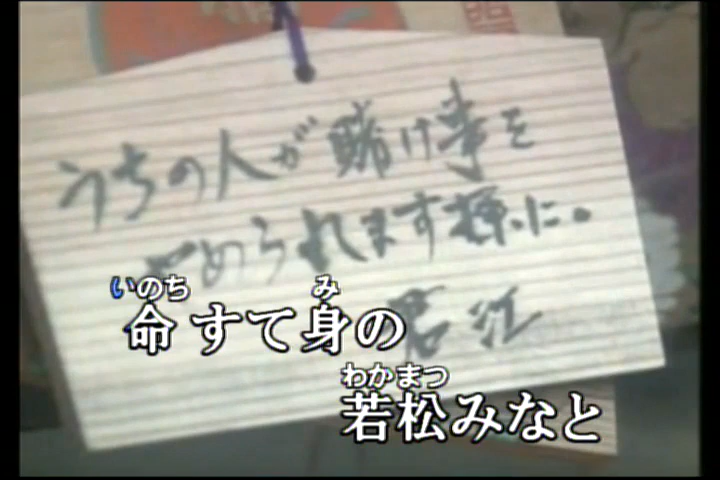 うちの人が賭け事を
やめられます様に。
君江
いのち み
命すて身の
わかまつ
若松みなと